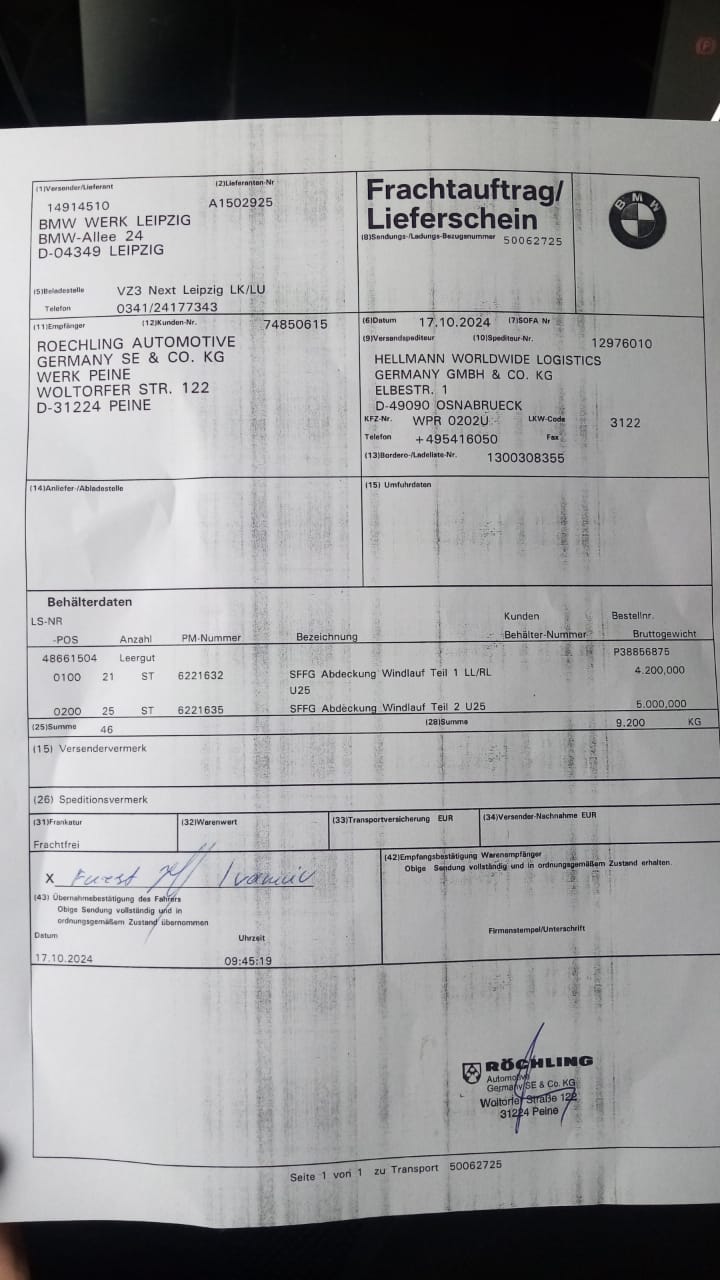 (1)Versender/Lieferant
(2)Lieferanten-Nr
14914510
A1502925
BMW WERK LEIPZIG
BMW-Allee 24
D-04349 LEIPZIG
(5)Beladestelle
VZ3 Next Leipzig LK/LU
Telefon
0341/24177343
Frachtauftrag/
Lieferschein
(8)Sendungs-/Ladungs-Bezugsnummer 50062725
BMW
(11)Empfänger
(12)Kunden-Nr.
74850615
ROECHLING AUTOMOTIVE
GERMANY SE & CO. KG
WERK PEINE
WOLTORFER STR. 122
D-31224 PEINE
(6)Datum
17.10.2024
(7)SOFA Nr
(9)Versandspediteur
(10)Spediteur-Nr.
12976010
HELLMANN WORLDWIDE LOGISTICS
GERMANY GMBH & CO. KG
ELBESTR. 1
D-49090 OSNABRUECK
KFZ-Nr.
WPR 0202U
LKW-Code
3122
Telefon
+495416050
Fax
(13)Bordero-/Ladeliste-Nr.
1300308355
(14)Anliefer-/Abladestelle
(15) Umfuhrdaten
Behälterdaten
LS-NR
Kunden
Bestellnr.
-POS Anzahl PM-Nummer Bezeichnung Behälter-Nummer Bruttogewicht
48661504 Leergut P38856875
0100 21 ST 6221632 SFFG Abdeckung Windlauf Teil 1 LL/RL 4.200,000
U25
0200 25 ST 6221635 SFFG Abdeckung Windlauf Teil 2 U25 5.000,000
(25)Summe 46 (28)Summe 9.200 KG
(15) Versendervermerk
(26) Speditionsvermerk
(31)Frankatur
(32)Warenwert
(33)Transportversicherung EUR
(34)Versender-Nachnahme EUR
Frachtfrei
X
(43) Übernahmebestätigung des Fahrers
Obige Sendung vollständig und in
ordnungsgemäßem Zustand übernommen
Datum
Uhrzeit
17.10.2024
09:45:19
(42)Empfangsbestätigung Warenempfänger
Obige Sendung vollständig und in ordnungsgemäßem Zustand erhalten.
Firmenstempel/Unterschrift
RÖCHLING
Automotive
Germany SE & Co. KG
Woltorfer Straße 122
31224 Peine
Seite 1 von 1 zu Transport 50062725